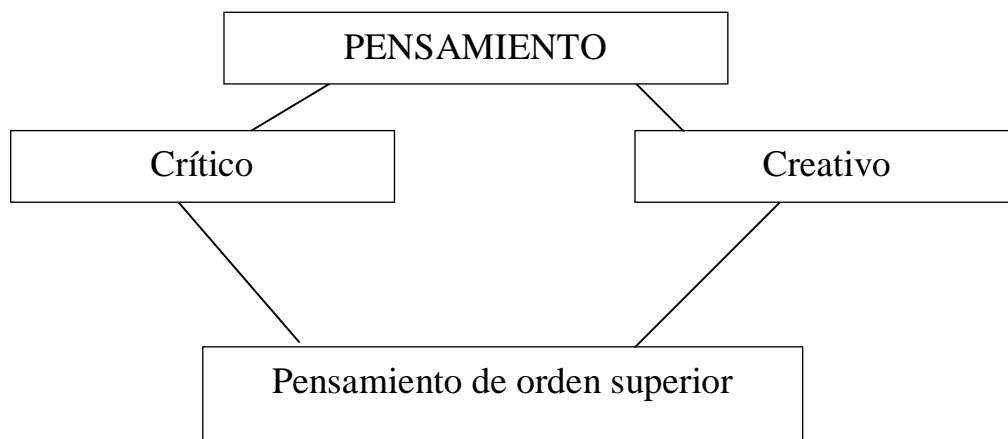 PENSAMIENTO
Crítico
Creativo
Pensamiento de orden superior